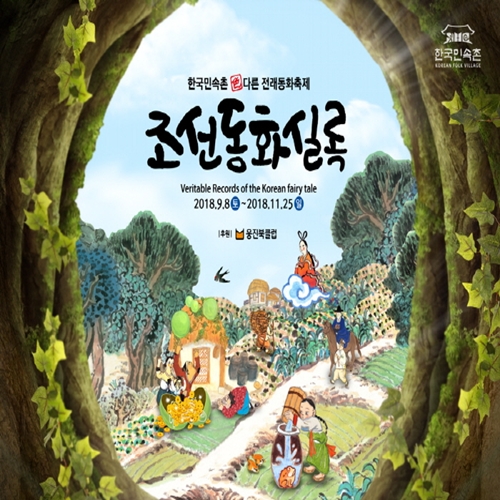 한국민속촌
KOREAN FOLK VILLAGE
한국민속촌 色다른 전래동화축제
조선동화실록
Veritable Records of the Korean fairy tale
2018.9.8 토 ~2018.11.25 일
|후원| 웅진북클럽